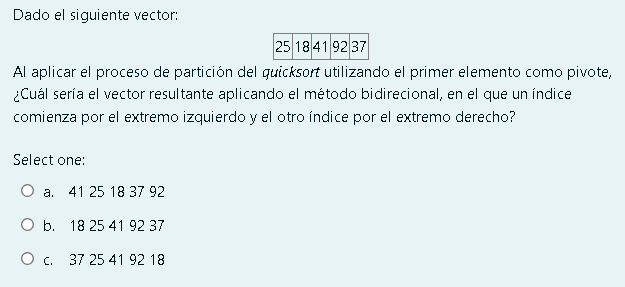 Dado el siguiente vector:
25 18 41 92 37
Al aplicar el proceso de partición del quicksort utilizando el primer elemento como pivote,
¿Cuál sería el vector resultante aplicando el método bidirecional, en el que un índice
comienza por el extremo izquierdo y el otro índice por el extremo derecho?
Select one:
a. 41 25 18 37 92
b. 18 25 41 92 37
c. 37 25 41 92 18